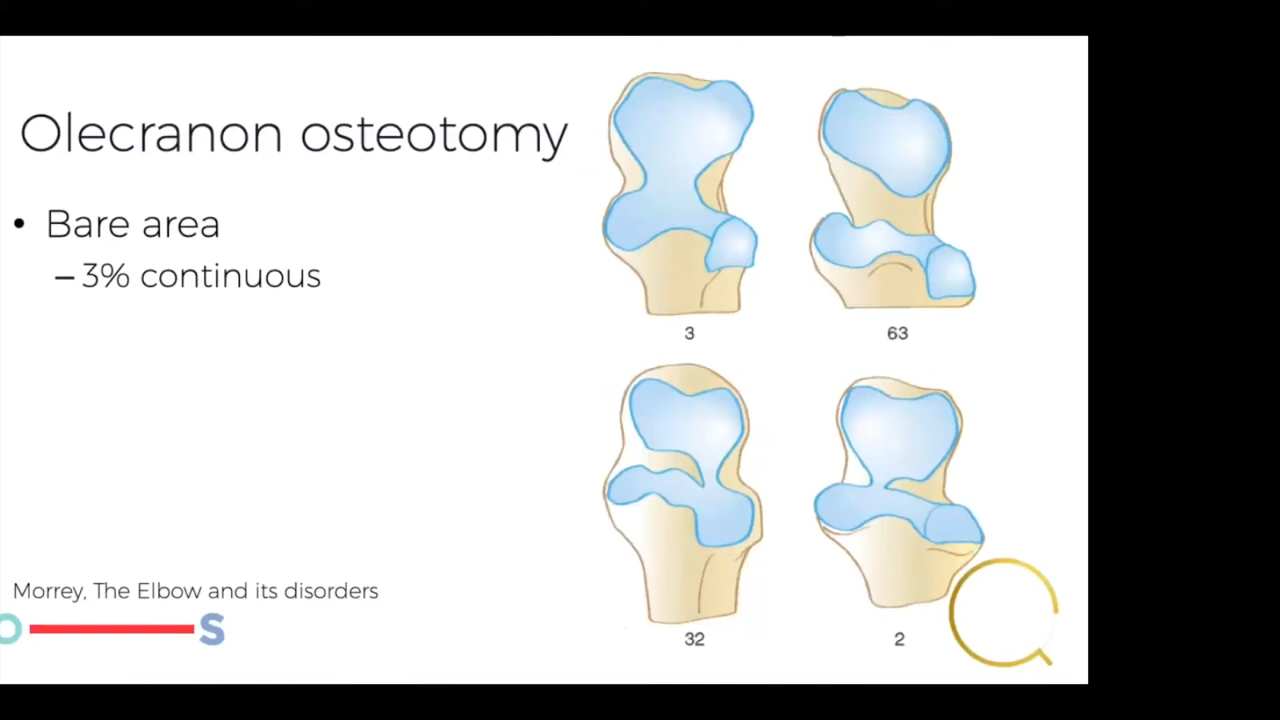 Olecranon osteotomy
• Bare area
– 3% continuous
3
63
32
2
Morrey, The Elbow and its disorders
O S